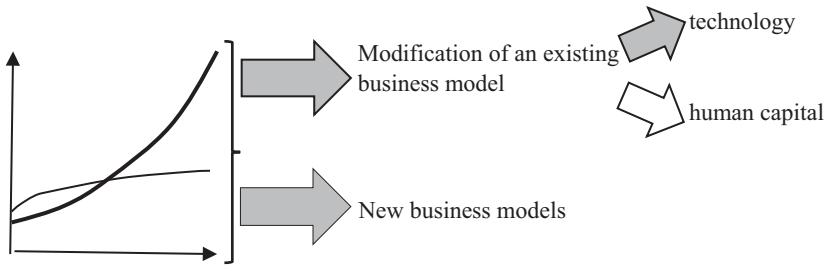 technology
Modification of an existing
business model
human capital
New business models